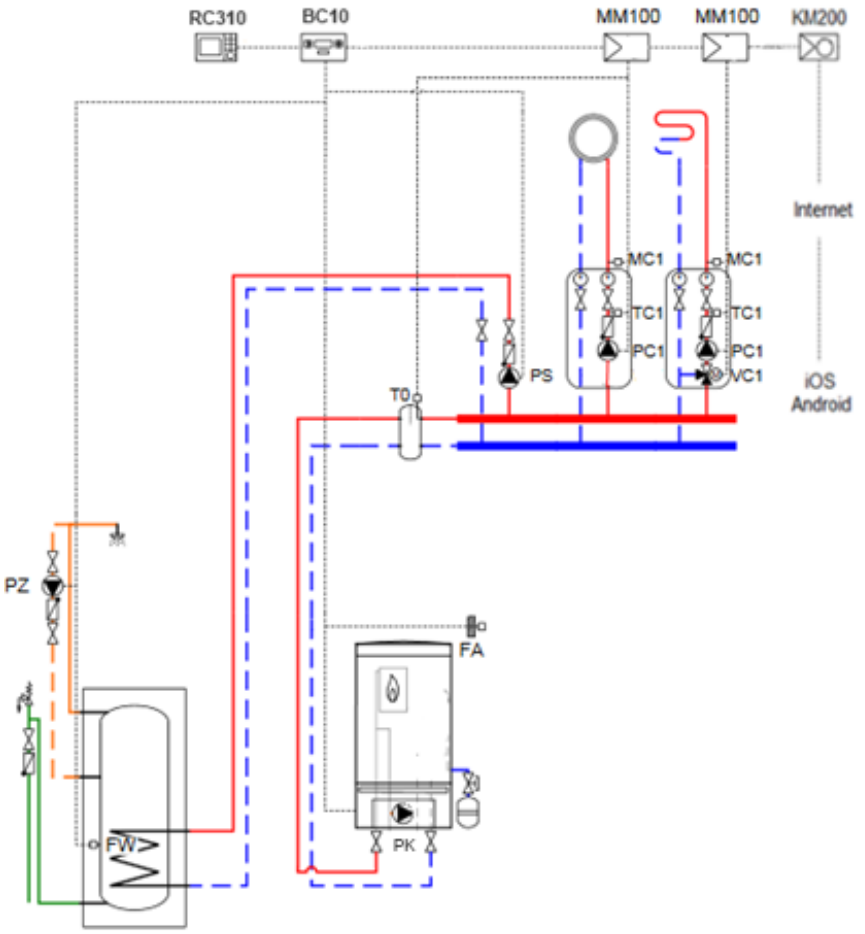 RC310
BC10
MM100
MM100
KM200
Internet
MC1
MC1
TC1
TC1
PC1
PC1
VC1
PS
T0
iOS
Android
PZ
FA
FW
PK